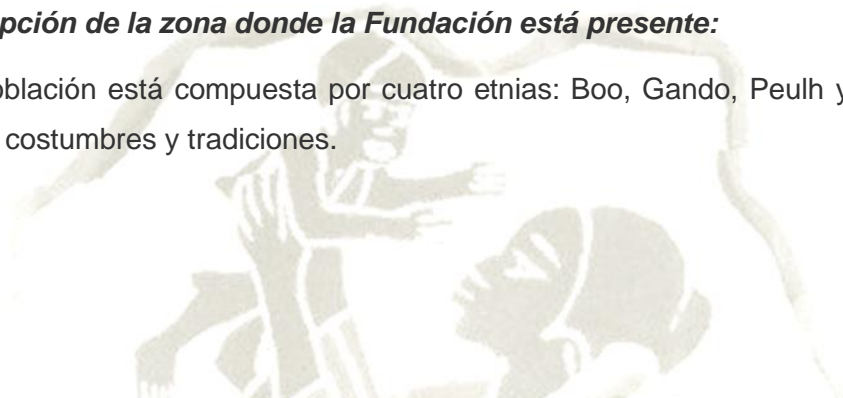 pción de la zona donde la Fundación está presente:
oblación está compuesta por cuatro etnias: Boo, Gando, Peulh y
costumbres y tradiciones.